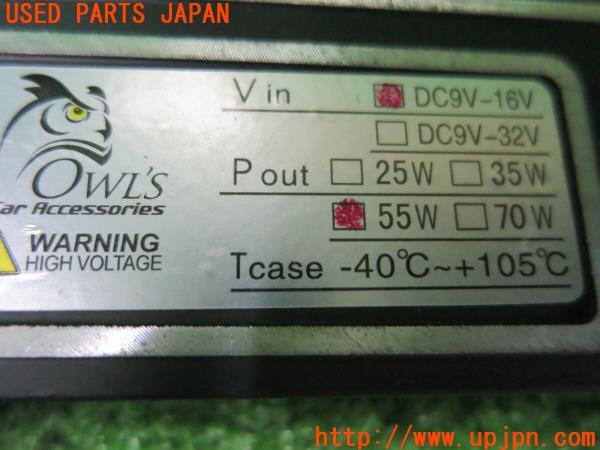 USED PARTS JAPAN
3U
V in DC9V-16V
DC9V-32V
OWL'S
Car Accessories
P out 25W 35W
55W 70W
WARNING
HIGH VOLTAGE
Tcase -40℃~+105℃
http://www.upjpn.com/